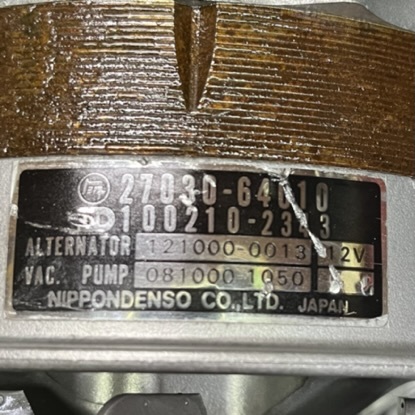 27030-64010
100210-2343
ALTERNATOR 121000-0013 12V
VAC. PUMP 081000 1050
NIPPONDENSO CO.,LTD. JAPAN